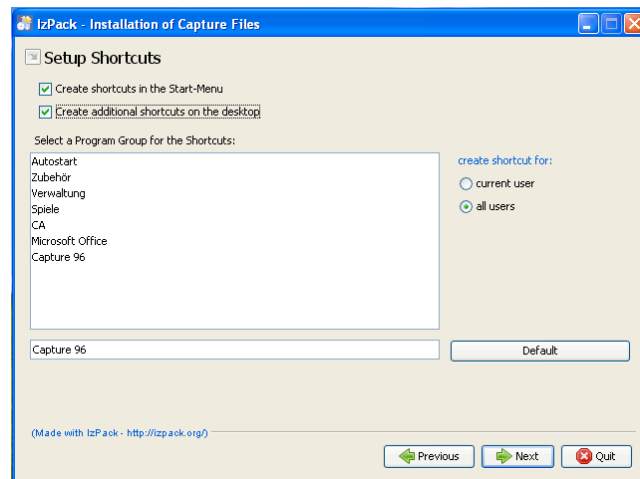 IzPack - Installation of Capture Files
Setup Shortcuts
Create shortcuts in the Start-Menu
Create additional shortcuts on the desktop
Select a Program Group for the Shortcuts:
Autostart
Zubehör
Verwaltung
Spiele
CA
Microsoft Office
Capture 96
create shortcut for:
current user
all users
Capture 96
Default
(Made with IzPack - http://izpack.org/)
Previous
Next
Quit